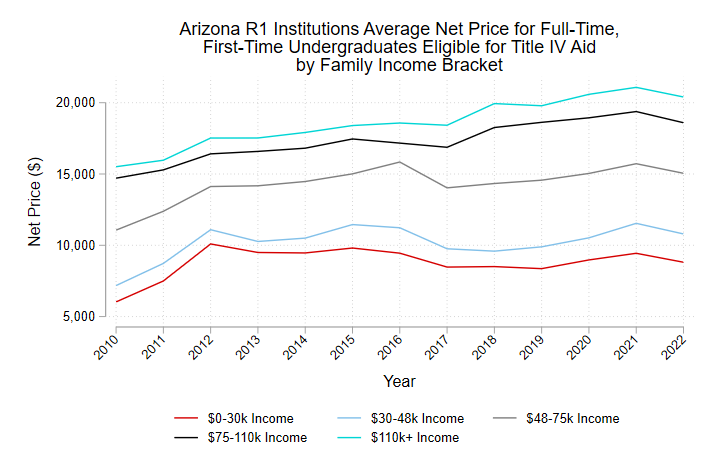 Arizona R1 Institutions Average Net Price for Full-Time,
First-Time Undergraduates Eligible for Title IV Aid
by Family Income Bracket
Net Price ($)
20,000
15,000
10,000
5,000
2010 2011 2012 2013 2014 2015 2016 2017 2018 2019 2020 2021 2022
Year
$0-30k Income $30-48k Income $48-75k Income
$75-110k Income $110k+ Income